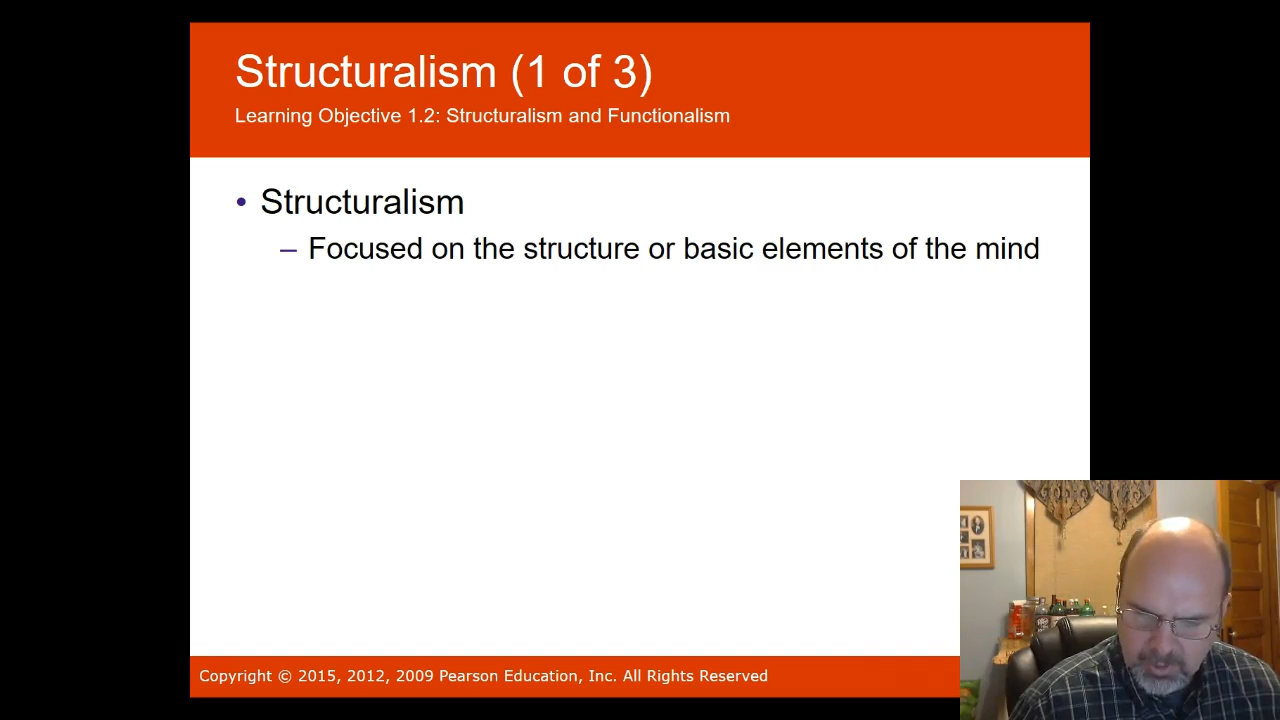 Structuralism (1 of 3)
Learning Objective 1.2: Structuralism and Functionalism
• Structuralism
– Focused on the structure or basic elements of the mind
Copyright © 2015, 2012, 2009 Pearson Education, Inc. All Rights Reserved